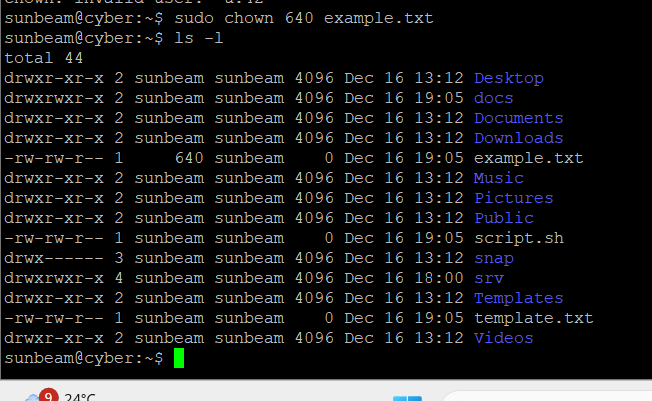 sunbeam@cyber:~$ sudo chown 640 example.txt
sunbeam@cyber:~$ ls -l
total 44
drwxr-xr-x 2 sunbeam sunbeam 4096 Dec 16 13:12 Desktop
drwxrwxr-x 2 sunbeam sunbeam 4096 Dec 16 19:05 docs
drwxr-xr-x 2 sunbeam sunbeam 4096 Dec 16 13:12 Documents
drwxr-xr-x 2 sunbeam sunbeam 4096 Dec 16 13:12 Downloads
-rw-rw-r-- 1     640 sunbeam    0 Dec 16 19:05 example.txt
drwxr-xr-x 2 sunbeam sunbeam 4096 Dec 16 13:12 Music
drwxr-xr-x 2 sunbeam sunbeam 4096 Dec 16 13:12 Pictures
drwxr-xr-x 2 sunbeam sunbeam 4096 Dec 16 13:12 Public
-rw-rw-r-- 1 sunbeam sunbeam    0 Dec 16 19:05 script.sh
drwx------ 3 sunbeam sunbeam 4096 Dec 16 13:12 snap
drwxrwxr-x 4 sunbeam sunbeam 4096 Dec 16 18:00 srv
drwxr-xr-x 2 sunbeam sunbeam 4096 Dec 16 13:12 Templates
-rw-rw-r-- 1 sunbeam sunbeam    0 Dec 16 19:05 template.txt
drwxr-xr-x 2 sunbeam sunbeam 4096 Dec 16 13:12 Videos
sunbeam@cyber:~$
9 24°C